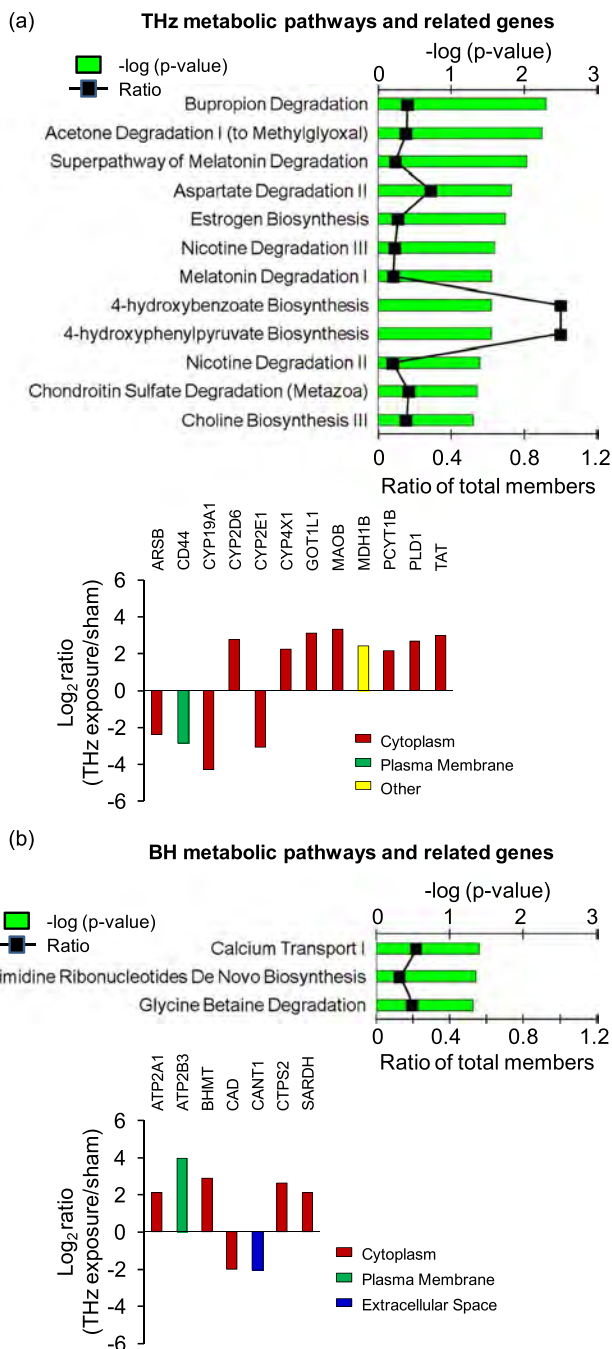 (a)
THz metabolic pathways and related genes
-log (p-value)
-log (p-value)
Ratio
0 1 2 3
Bupropion Degradation
Acetone Degradation I (to Methylglyoxal)
Superpathway of Melatonin Degradation
Aspartate Degradation II
Estrogen Biosynthesis
Nicotine Degradation III
Melatonin Degradation I
4-hydroxybenzoate Biosynthesis
4-hydroxyphenylpyruvate Biosynthesis
Nicotine Degradation II
Chondroitin Sulfate Degradation (Metazoa)
Choline Biosynthesis III
0 0.4 0.8 1.2
Ratio of total members
ARSB
CD44
CYP19A1
CYP2D6
CYP2E1
CYP4X1
GOT1L1
MAOB
MDH1B
PCYT1B
PLD1
TAT
Log2 ratio
(THz exposure/sham)
6
4
2
0
-2
-4
-6
Cytoplasm
Plasma Membrane
Other
(b)
BH metabolic pathways and related genes
-log (p-value)
-log (p-value)
Ratio
0 1 2 3
Calcium Transport I
imidine Ribonucleotides De Novo Biosynthesis
Glycine Betaine Degradation
0 0.4 0.8 1.2
Ratio of total members
ATP2A1
ATP2B3
BHMT
CAD
CANT1
CTPS2
SARDH
Log2 ratio
(THz exposure/sham)
6
4
2
0
-2
-4
-6
Cytoplasm
Plasma Membrane
Extracellular Space